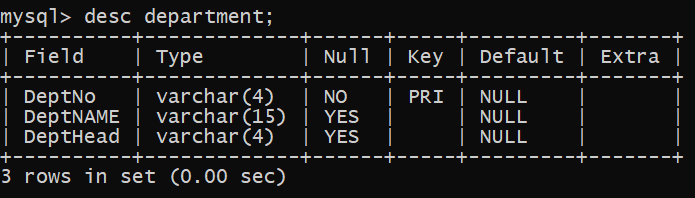 mysql> desc department;
+----------+-------------+------+-----+---------+-------+
| Field    | Type        | Null | Key | Default | Extra |
+----------+-------------+------+-----+---------+-------+
| DeptNo   | varchar(4)  | NO   | PRI | NULL    |       |
| DeptNAME | varchar(15) | YES  |     | NULL    |       |
| DeptHead | varchar(4)  | YES  |     | NULL    |       |
+----------+-------------+------+-----+---------+-------+
3 rows in set (0.00 sec)